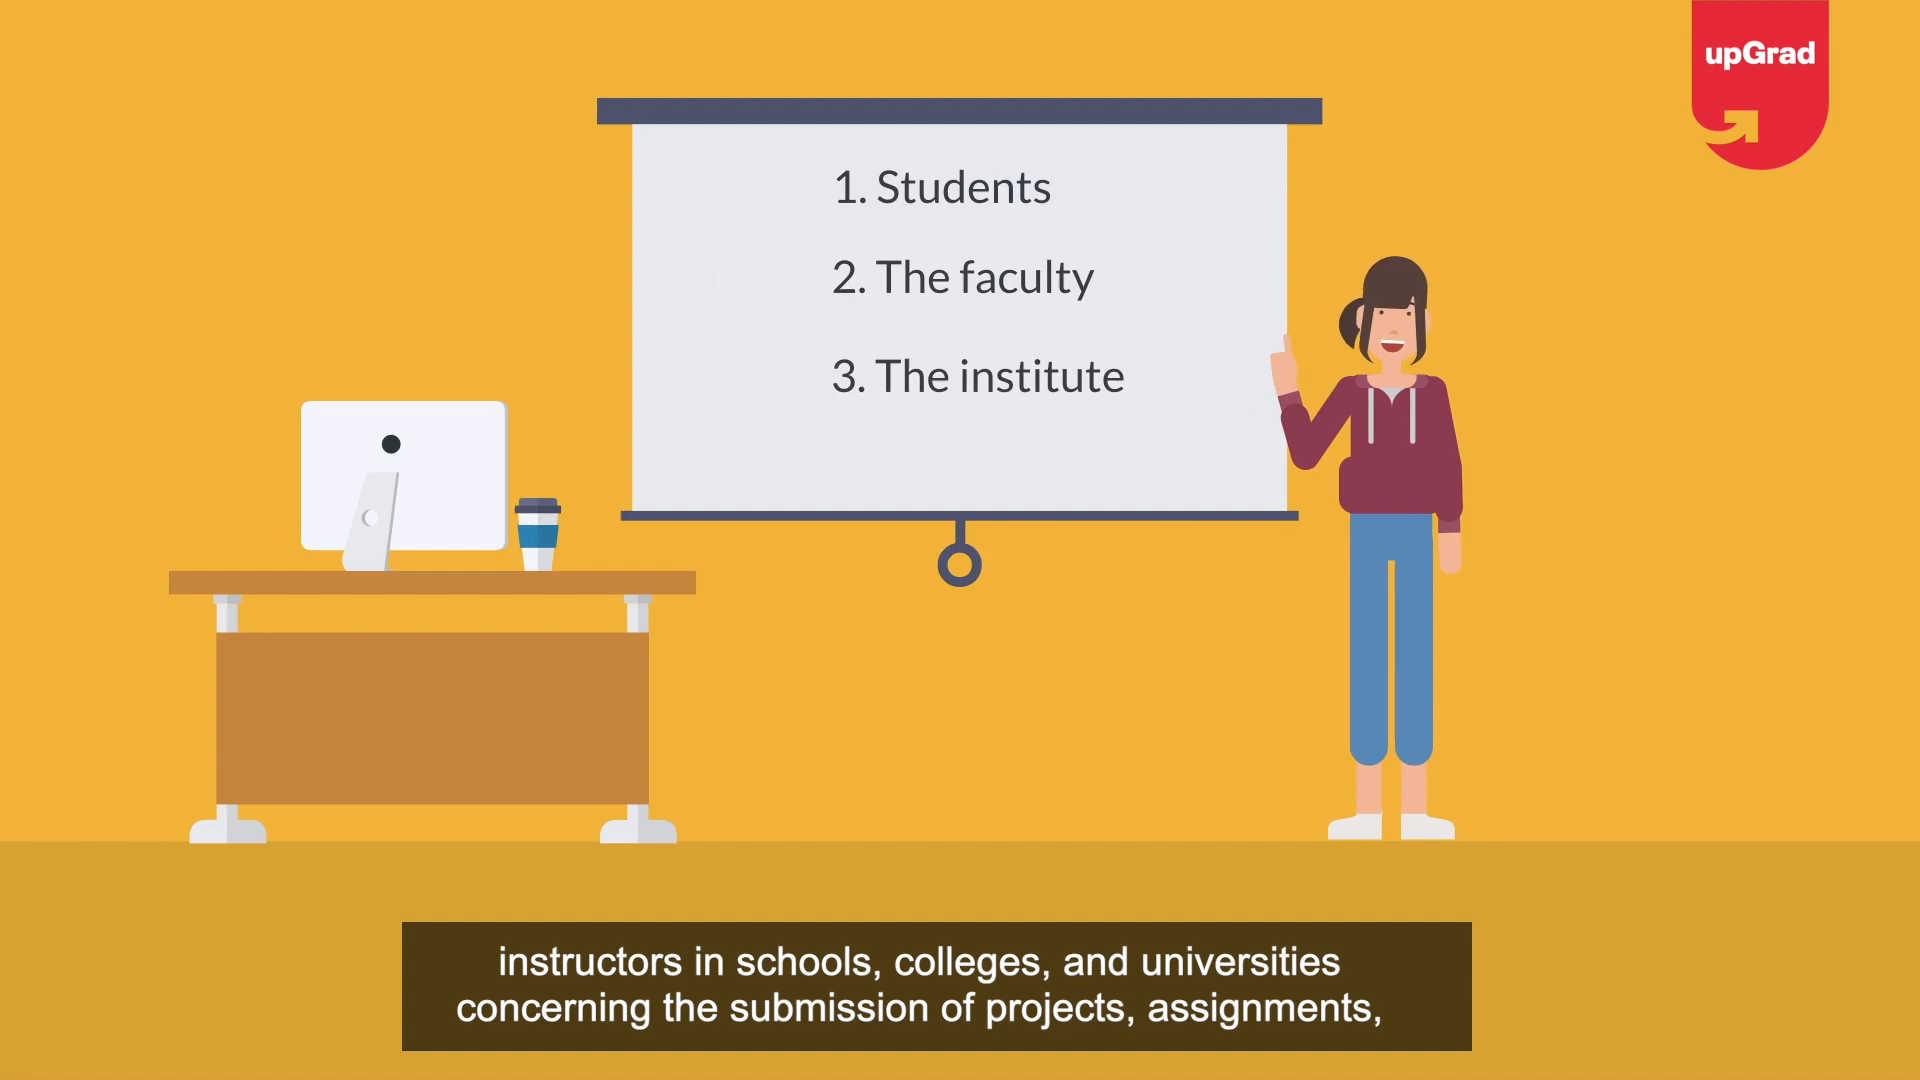 upGrad
1. Students
2. The faculty
3. The institute
instructors in schools, colleges, and universities
concerning the submission of projects, assignments,